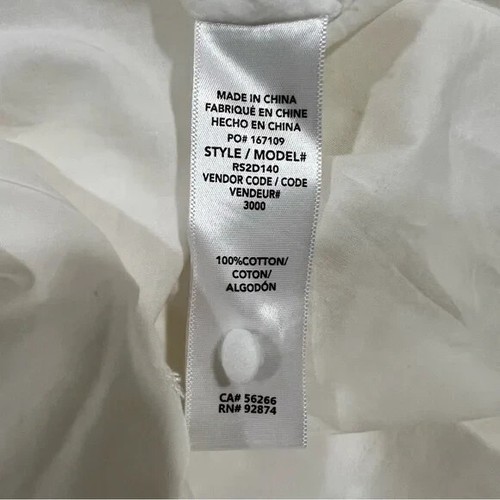 MADE IN CHINA
FABRIQUÉ EN CHINE
HECHO EN CHINA
PO# 167109
STYLE / MODEL#
RS2D140
VENDOR CODE / CODE
VENDEUR#
3000
100%COTTON/
COTON/
ALGODÓN
CA# 56266
RN# 92874